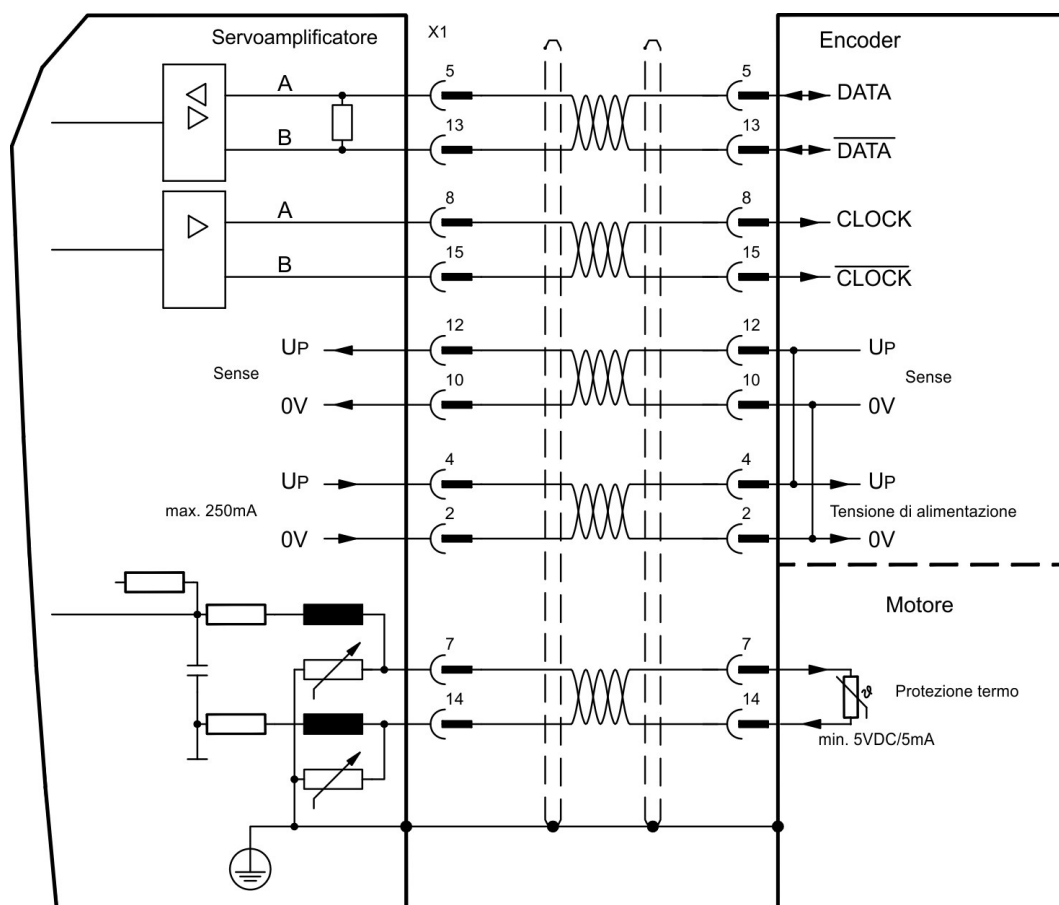 Servoamplificatore X1 Encoder
A 5 5 DATA
B 13 13 DATA
A 8 8 CLOCK
B 15 15 CLOCK
UP 12 12 UP
Sense Sense
0V 10 10 0V
UP 4 4 UP
max. 250mA Tensione di alimentazione
0V 2 2 0V
Motore
7 7
Protezione termo
ϑ
14 14
min. 5VDC/5mA